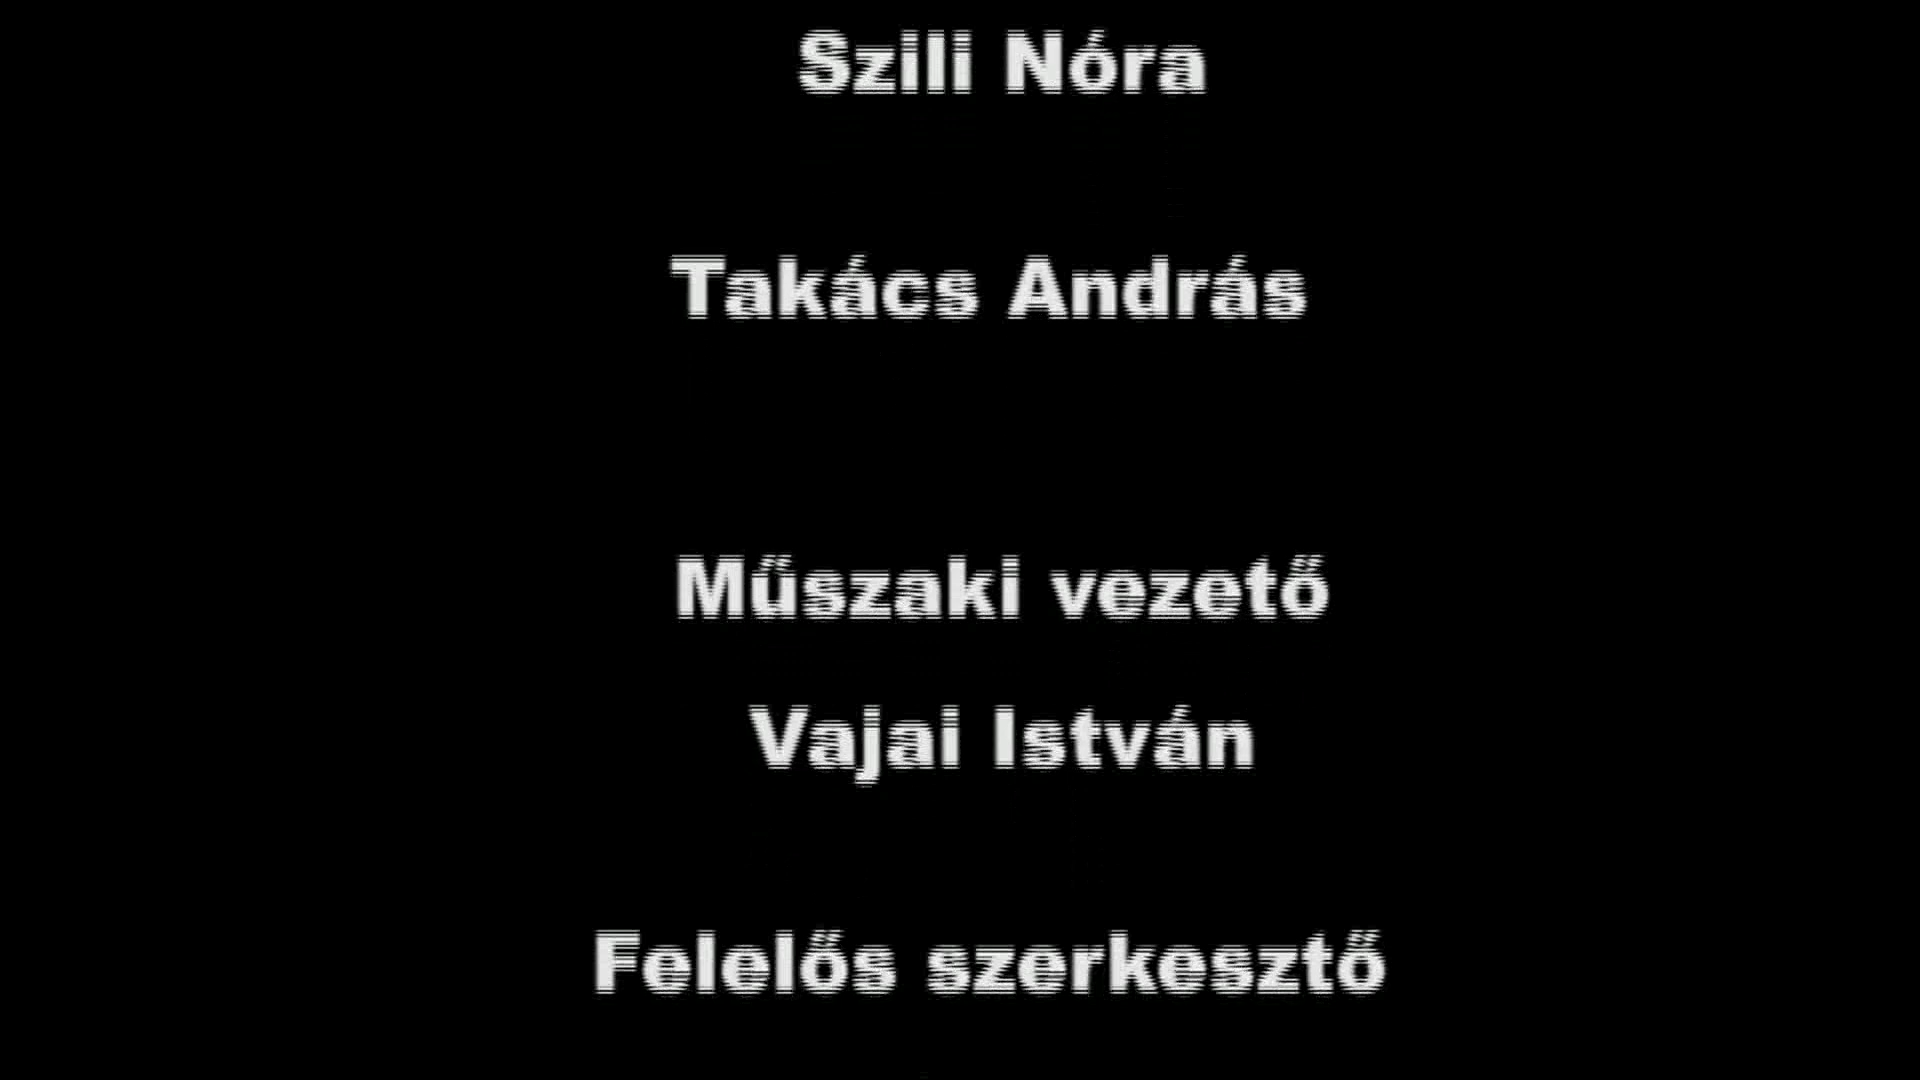 Szili Nóra
Takács András
Műszaki vezető
Vajai István
Felelős szerkesztő